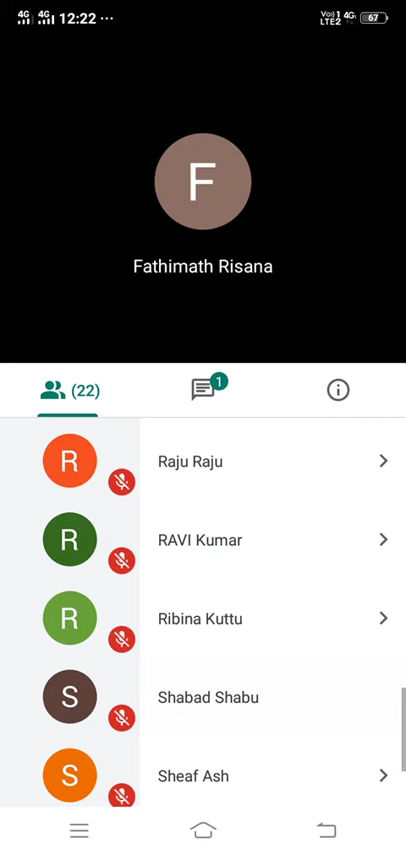 4G 4G 12:22 ... Vo) 1 4G 67
LTE2
F
Fathimath Risana
(22) 1
R Raju Raju
R RAVI Kumar
R Ribina Kuttu
S Shabad Shabu
S Sheaf Ash